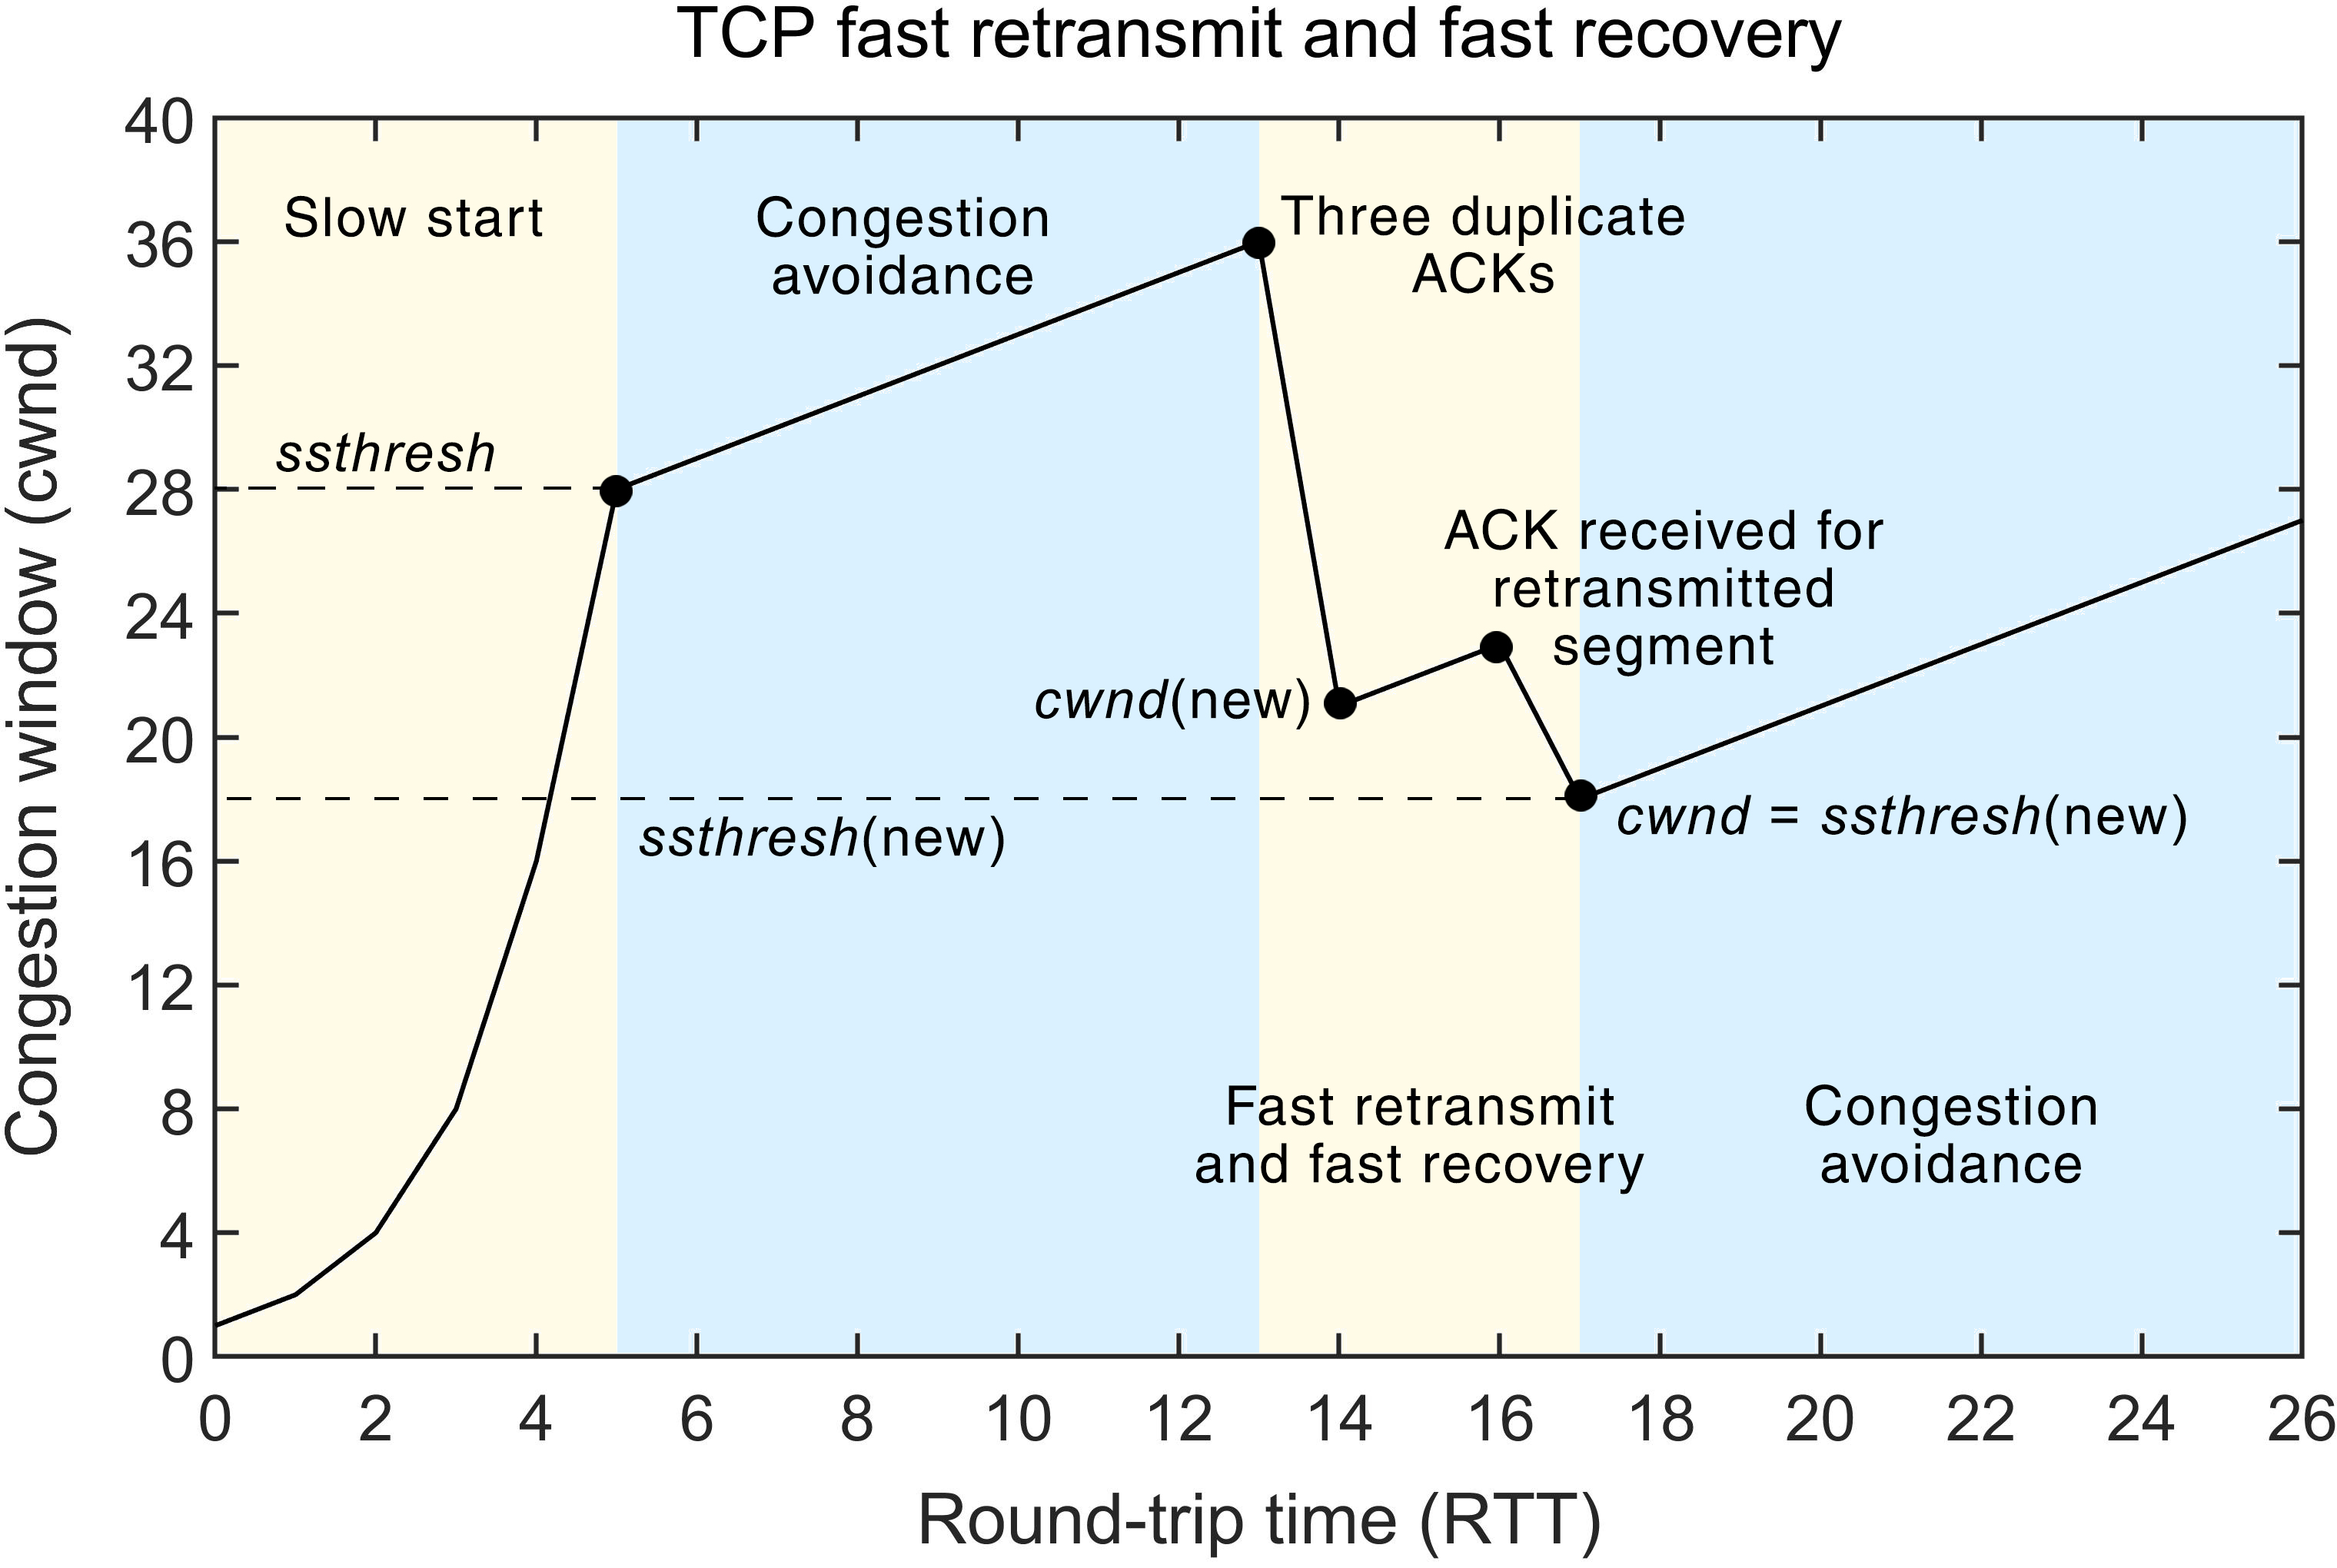 TCP fast retransmit and fast recovery
40
36
32
28
24
20
16
12
8
4
0
Congestion window (cwnd)
Slow start
Congestion
avoidance
Three duplicate
ACKs
ssthresh
ACK received for
retransmitted
segment
cwnd(new)
ssthresh(new)
cwnd = ssthresh(new)
Fast retransmit
and fast recovery
Congestion
avoidance
0 2 4 6 8 10 12 14 16 18 20 22 24 26
Round-trip time (RTT)